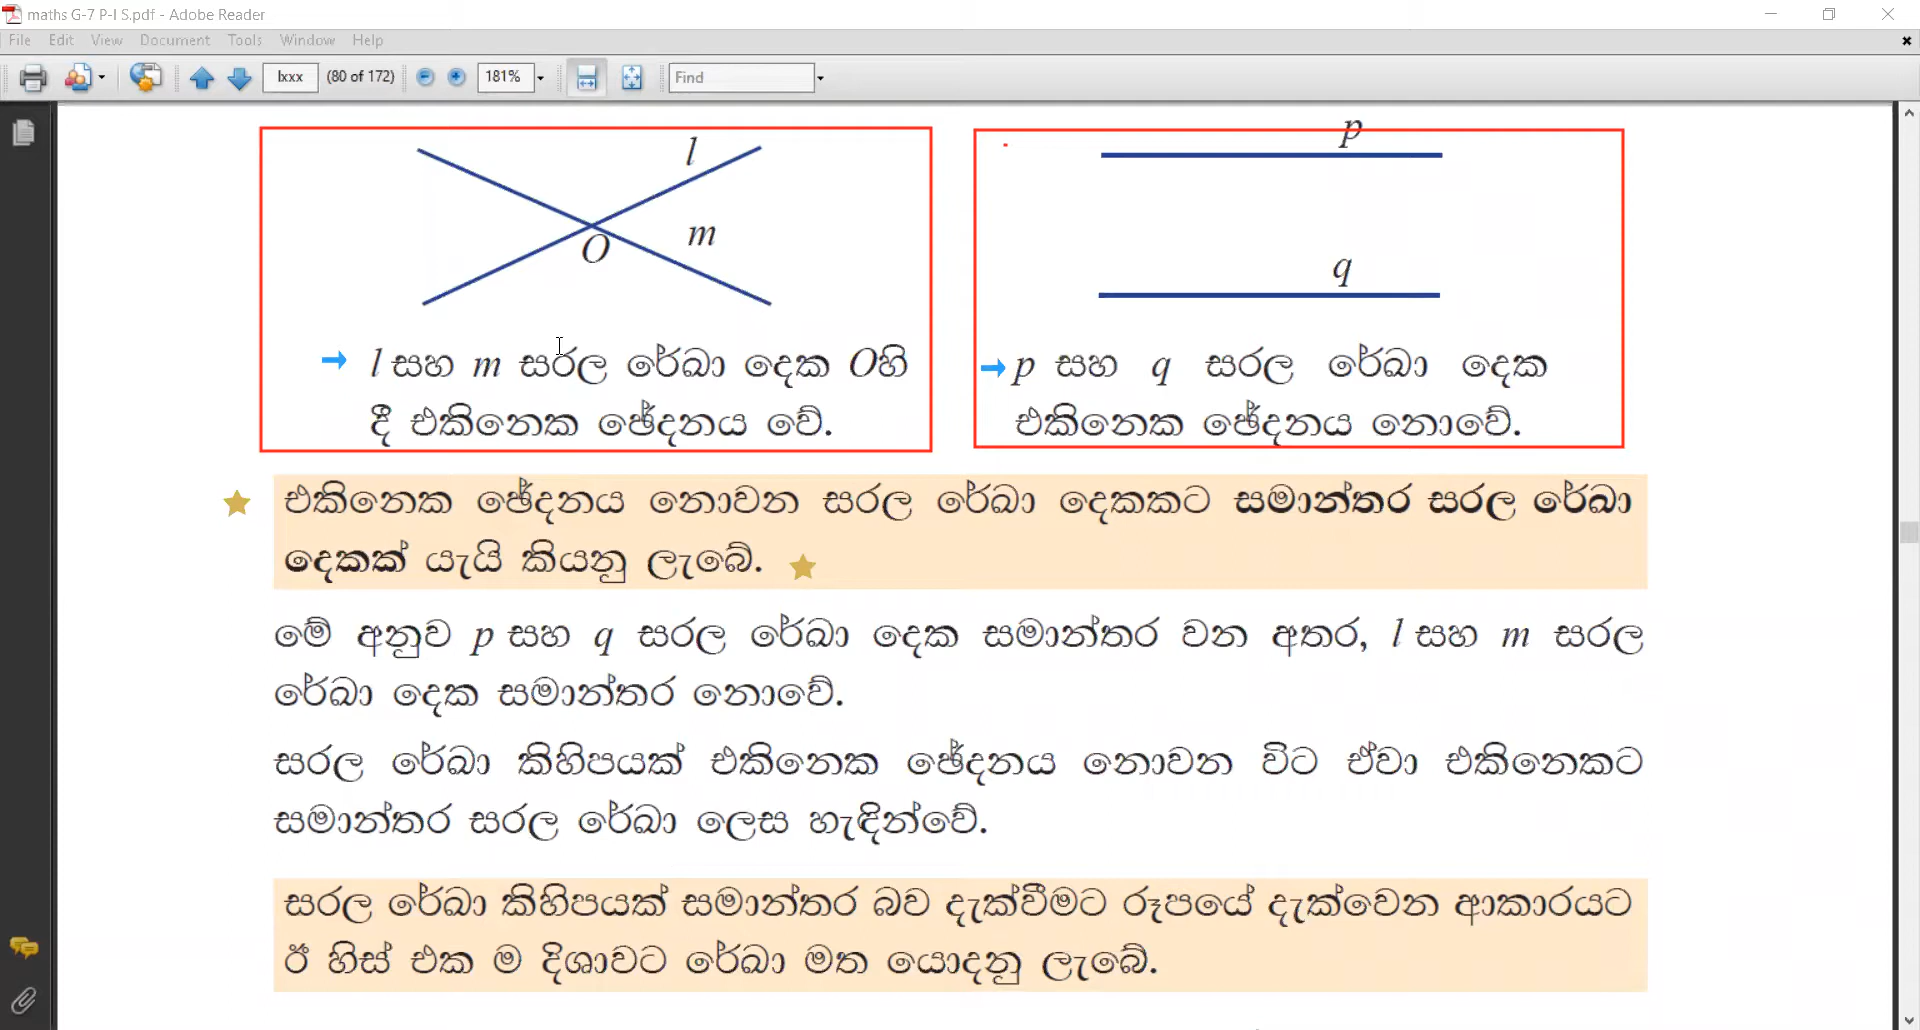 maths G-7 P-I S.pdf - Adobe Reader
File Edit View Document Tools Window Help
lxxx (80 of 172) 181% Find
l
m
O
p
q
l සහ m සරල රේඛා දෙක O හි
දී එකිනෙක ඡේදනය වේ.
p සහ q සරල රේඛා දෙක
එකිනෙක ඡේදනය නොවේ.
එකිනෙක ඡේදනය නොවන සරල රේඛා දෙකකට සමාන්තර සරල රේඛා
දෙකක් යැයි කියනු ලැබේ.
මේ අනුව p සහ q සරල රේඛා දෙක සමාන්තර වන අතර, l සහ m සරල
රේඛා දෙක සමාන්තර නොවේ.
සරල රේඛා කිහිපයක් එකිනෙක ඡේදනය නොවන විට ඒවා එකිනෙකට
සමාන්තර සරල රේඛා ලෙස හැඳින්වේ.
සරල රේඛා කිහිපයක් සමාන්තර බව දැක්වීමට රූපයේ දැක්වෙන ආකාරයට
ඊ හිස් එක ම දිශාවට රේඛා මත යොදනු ලැබේ.